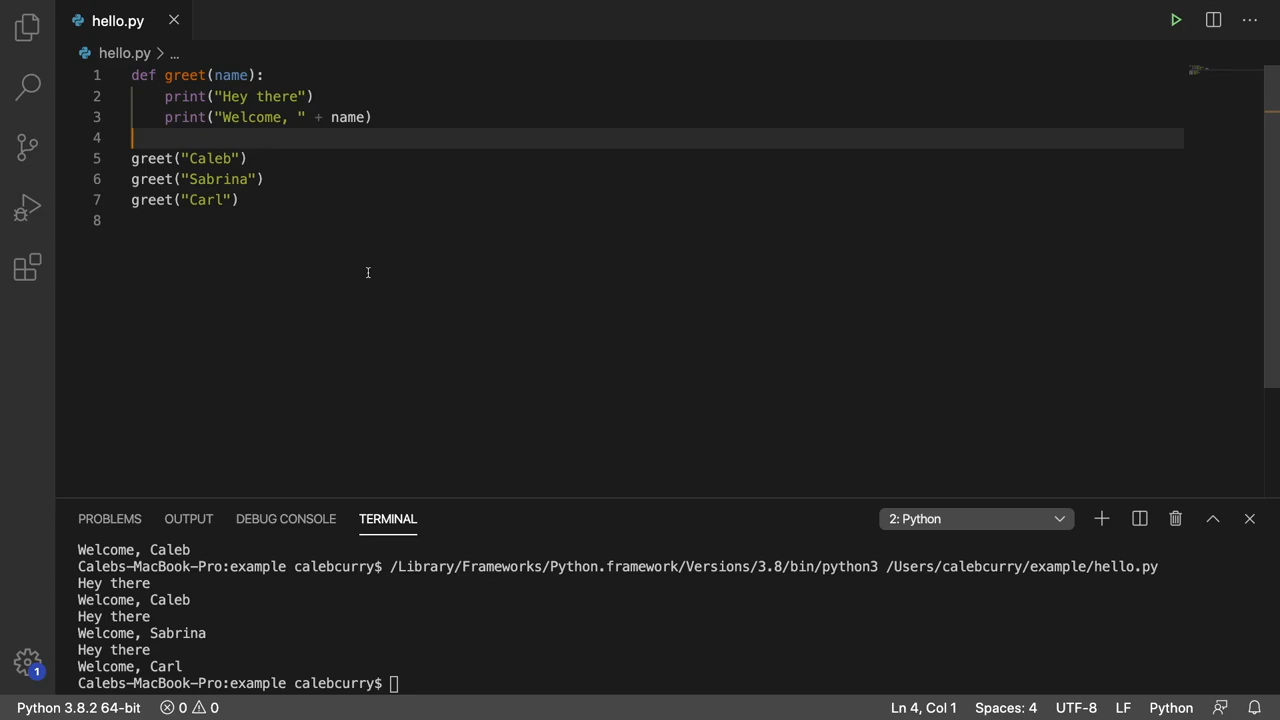 hello.py
hello.py > ...
1 def greet(name):
2     print("Hey there")
3     print("Welcome, " + name)
4
5 greet("Caleb")
6 greet("Sabrina")
7 greet("Carl")
8
PROBLEMS OUTPUT DEBUG CONSOLE TERMINAL 2: Python
Welcome, Caleb
Calebs-MacBook-Pro:example calebcurry$ /Library/Frameworks/Python.framework/Versions/3.8/bin/python3 /Users/calebcurry/example/hello.py
Hey there
Welcome, Caleb
Hey there
Welcome, Sabrina
Hey there
Welcome, Carl
Calebs-MacBook-Pro:example calebcurry$
1
Python 3.8.2 64-bit 0 0 Ln 4, Col 1 Spaces: 4 UTF-8 LF Python